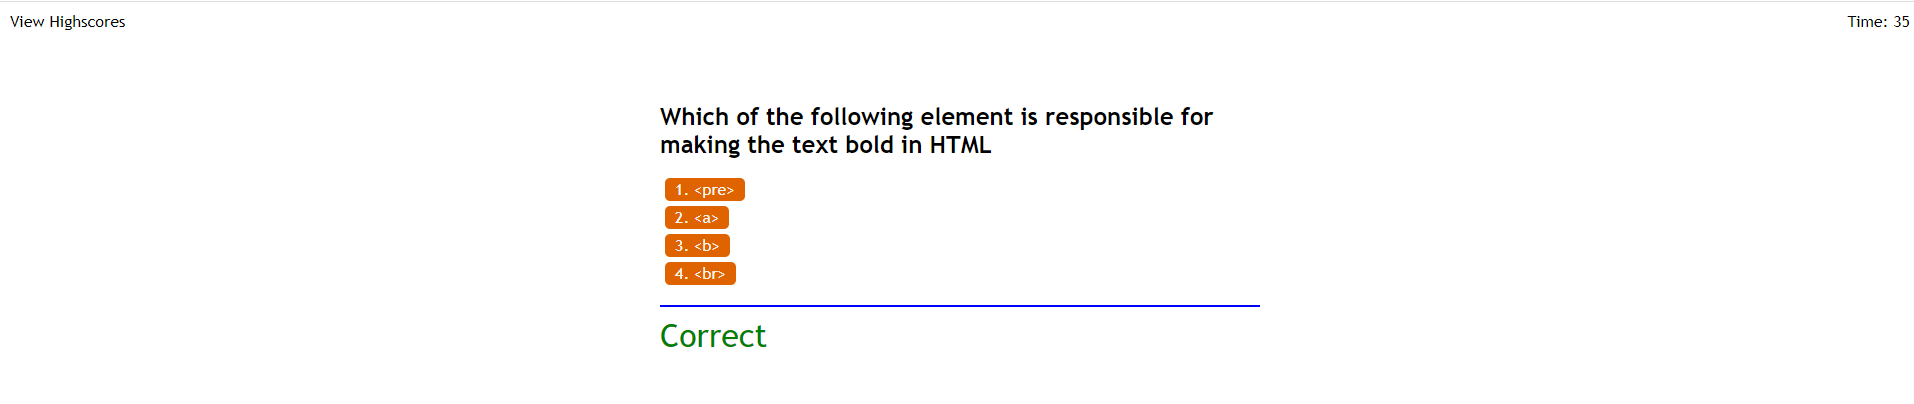 View Highscores
Time: 35
Which of the following element is responsible for
making the text bold in HTML
1. <pre>
2. <a>
3. <b>
4. <br>
Correct